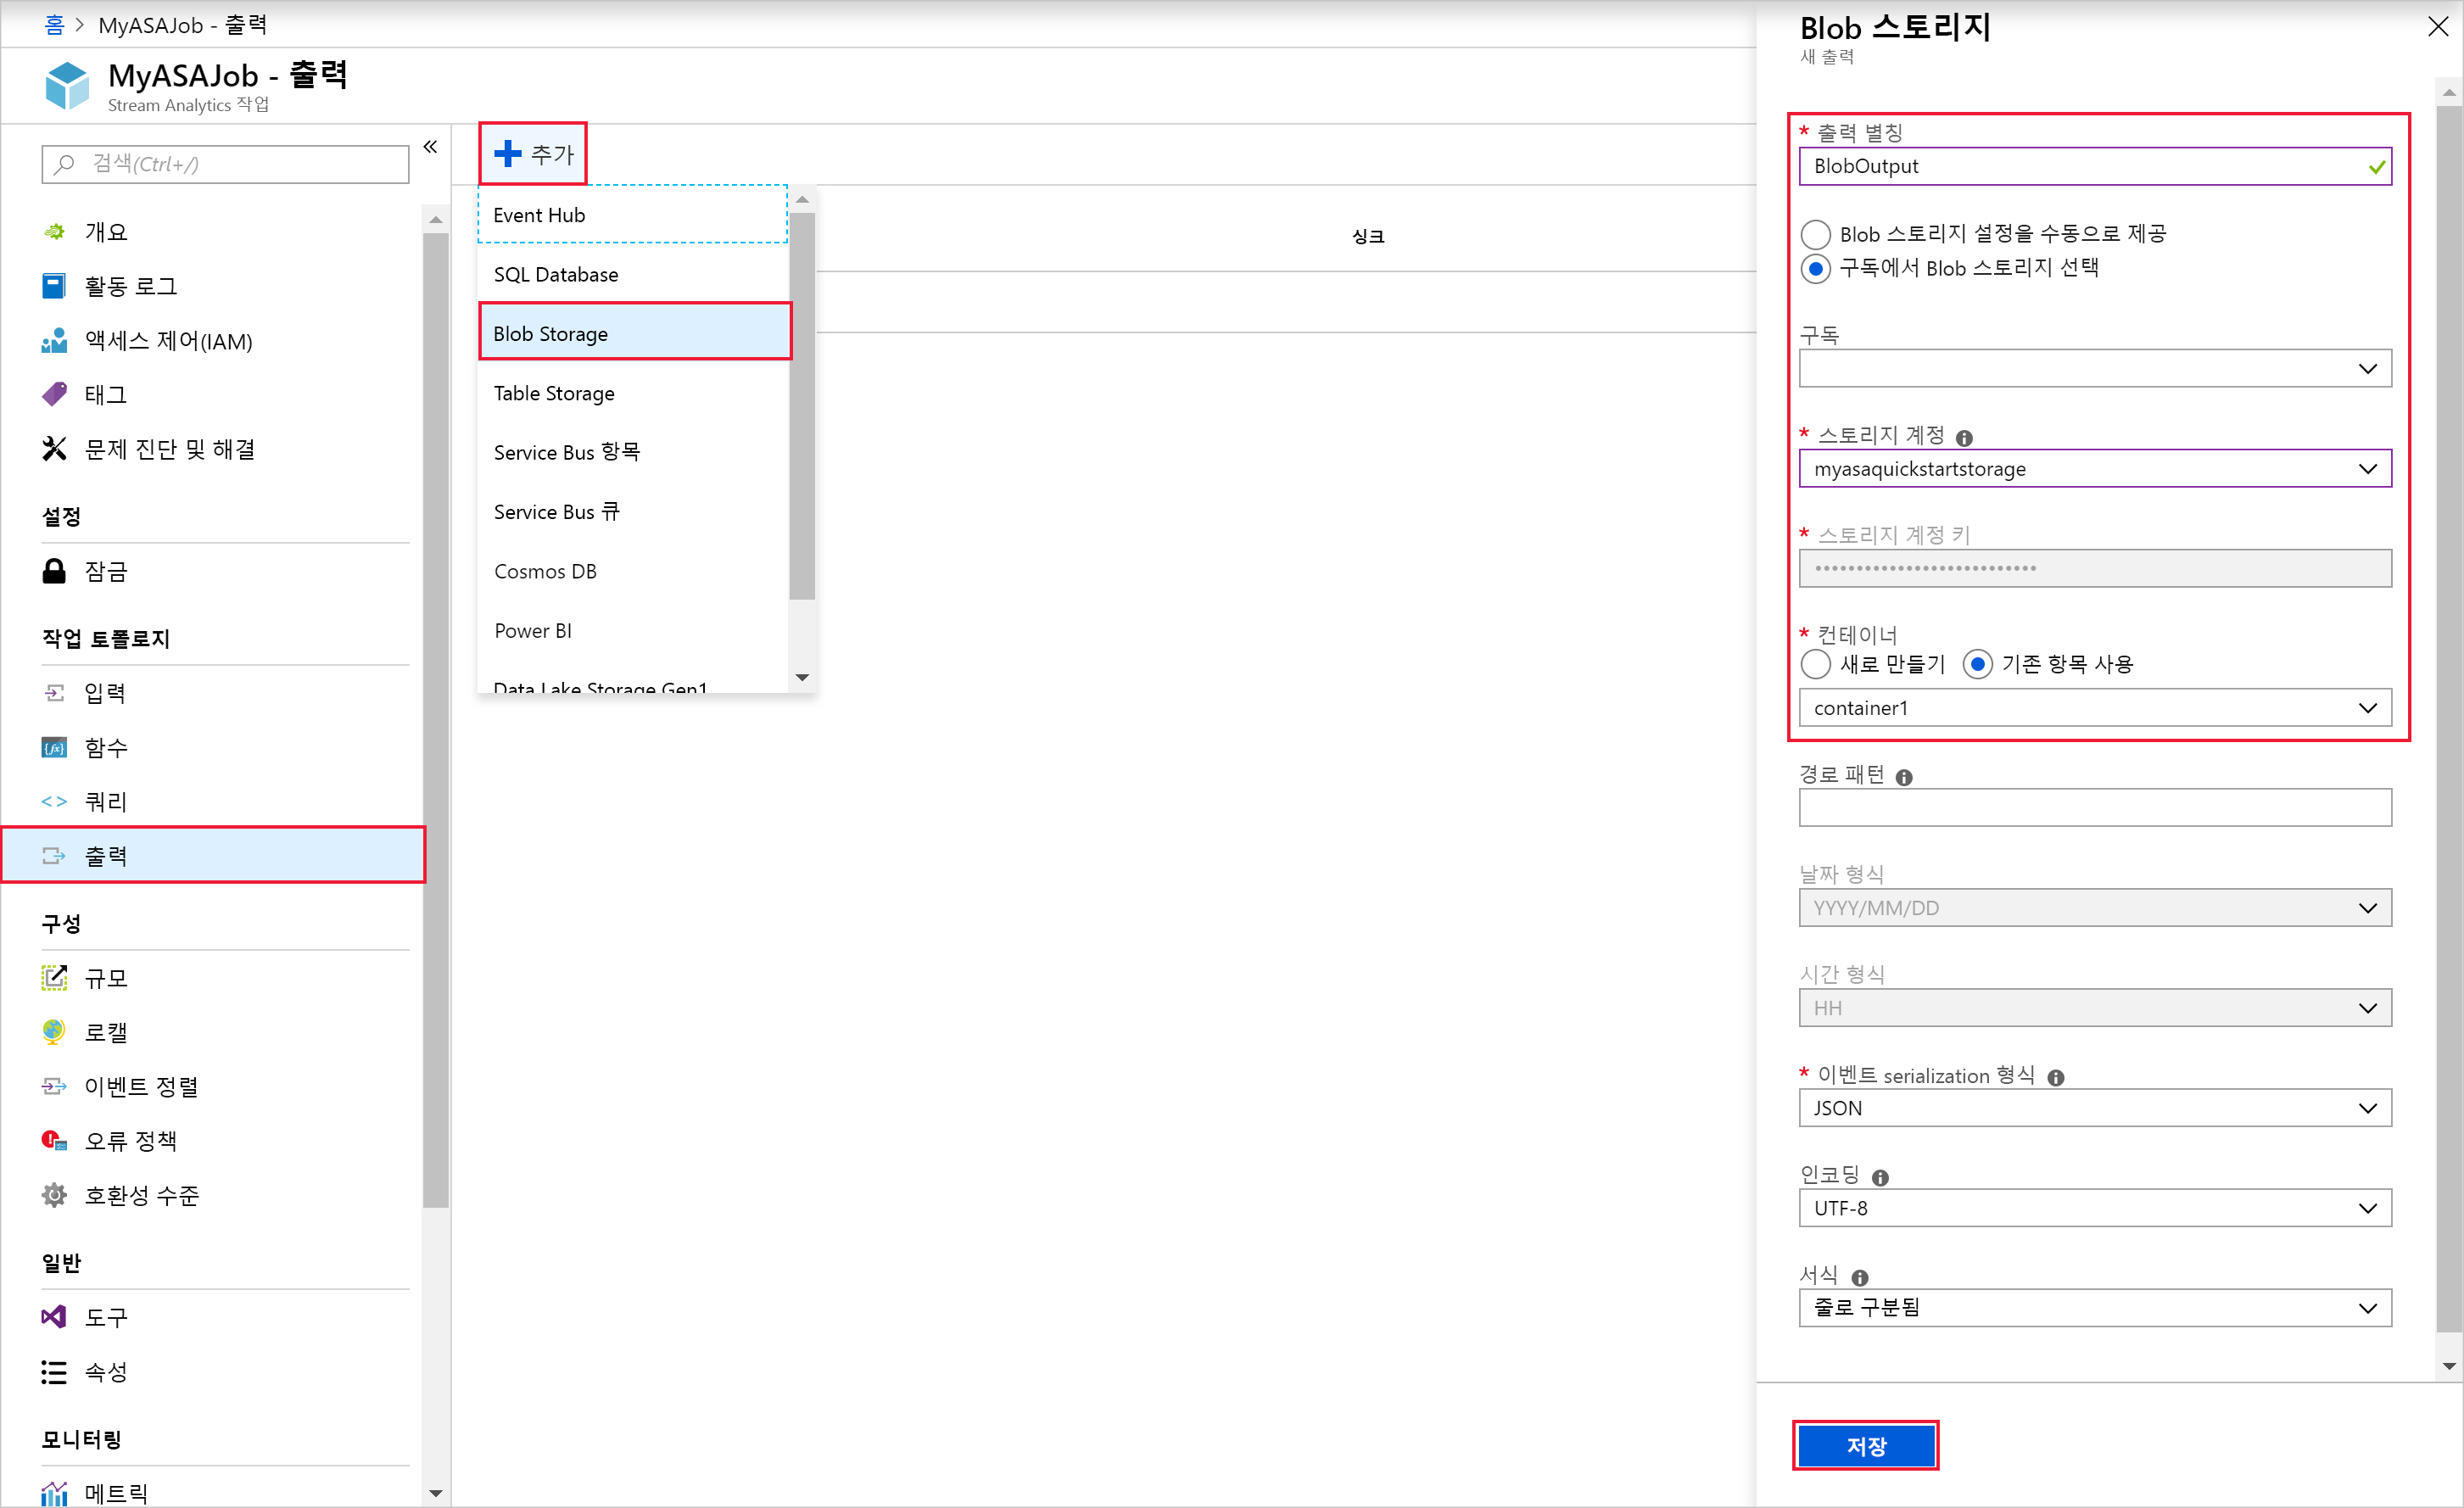 홈 > MyASAJob - 출력
MyASAJob - 출력
Stream Analytics 작업
검색(Ctrl+/)
«
개요
활동 로그
액세스 제어(IAM)
태그
문제 진단 및 해결
설정
잠금
작업 토폴로지
입력
함수
쿼리
출력
구성
규모
로캘
이벤트 정렬
오류 정책
호환성 수준
일반
도구
속성
모니터링
메트릭
추가
Event Hub
SQL Database
Blob Storage
Table Storage
Service Bus 항목
Service Bus 큐
Cosmos DB
Power BI
Data Lake Storage Gen1
싱크
Blob 스토리지
새 출력
* 출력 별칭
BlobOutput
Blob 스토리지 설정을 수동으로 제공
구독에서 Blob 스토리지 선택
구독
* 스토리지 계정
myasaquickstartstorage
* 스토리지 계정 키
•••••••••••••••••••••••••••
* 컨테이너
새로 만들기 기존 항목 사용
container1
경로 패턴
날짜 형식
YYYY/MM/DD
시간 형식
HH
* 이벤트 serialization 형식
JSON
인코딩
UTF-8
서식
줄로 구분됨
저장